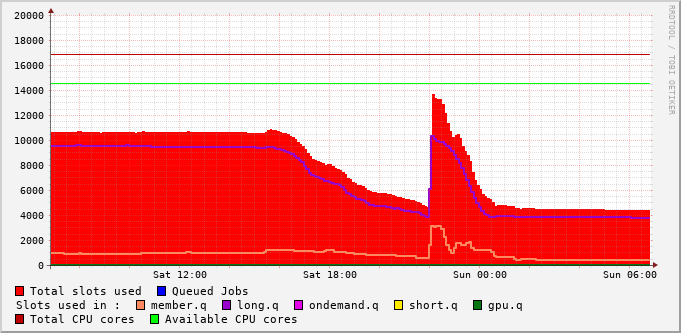 20000
18000
16000
14000
12000
10000
8000
6000
4000
2000
0
Sat 12:00 Sat 18:00 Sun 00:00 Sun 06:00
RRDTOOL / TOBI OETIKER
Total slots used Queued Jobs
Slots used in : member.q long.q ondemand.q short.q gpu.q
Total CPU cores Available CPU cores